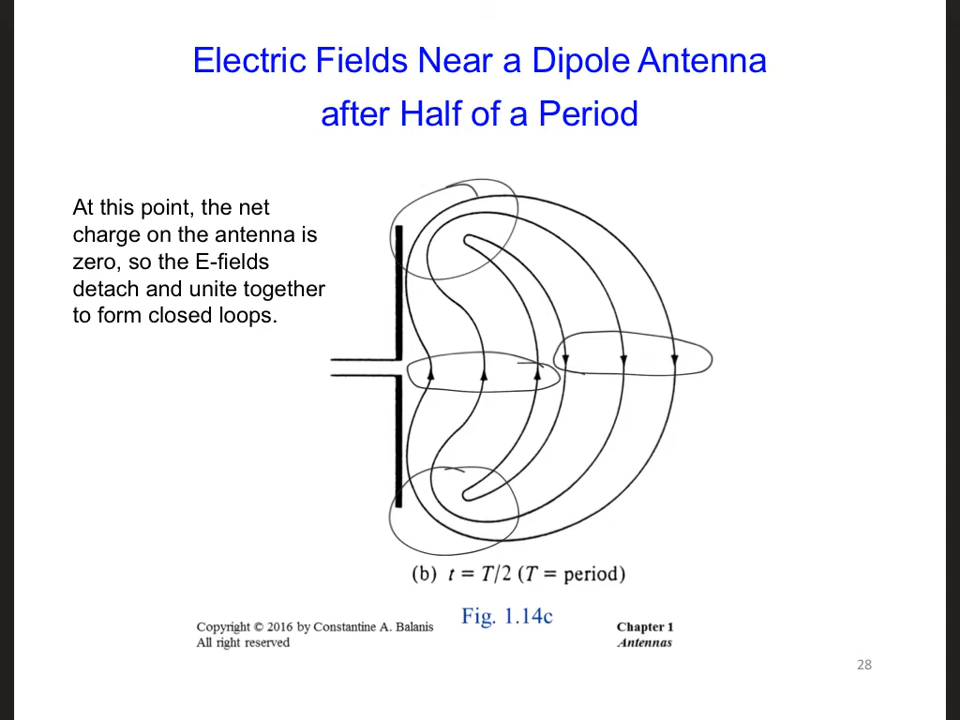 Electric Fields Near a Dipole Antenna
after Half of a Period
At this point, the net
charge on the antenna is
zero, so the E-fields
detach and unite together
to form closed loops.
(b) t = T/2 (T = period)
Fig. 1.14c
Copyright © 2016 by Constantine A. Balanis
All right reserved
Chapter 1
Antennas
28